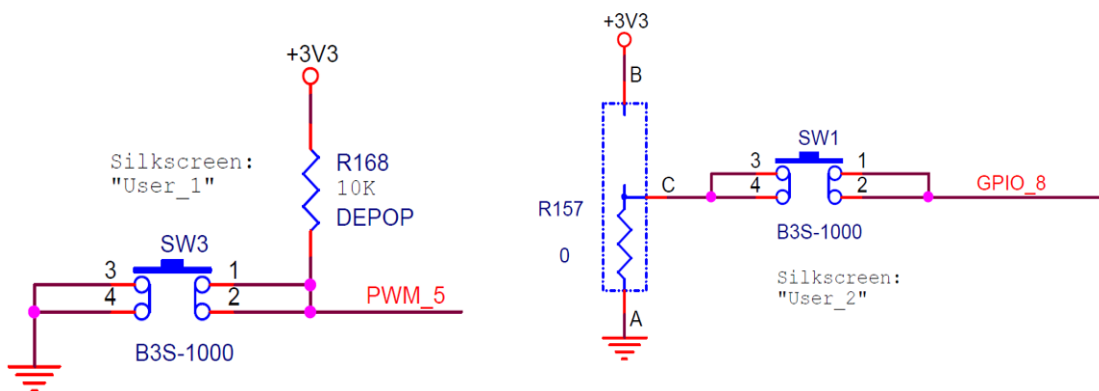 +3V3
Silkscreen:
"User_1"
R168
10K
DEPOP
SW3
3
1
4
2
PWM_5
B3S-1000
+3V3
B
SW1
3
1
C
4
2
GPIO_8
R157
B3S-1000
0
Silkscreen:
"User_2"
A